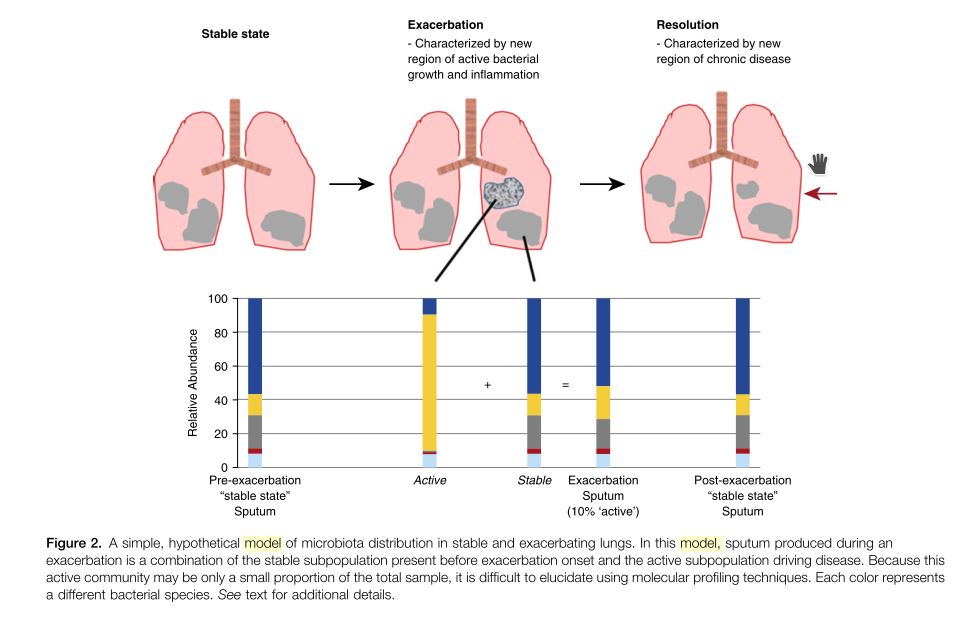 Stable state
Exacerbation
- Characterized by new
region of active bacterial
growth and inflammation
Resolution
- Characterized by new
region of chronic disease
Relative Abundance
100
80
60
40
20
0
+
=
Pre-exacerbation
“stable state”
Sputum
Active
Stable
Exacerbation
Sputum
(10% ‘active’)
Post-exacerbation
“stable state”
Sputum
Figure 2. A simple, hypothetical model of microbiota distribution in stable and exacerbating lungs. In this model, sputum produced during an
exacerbation is a combination of the stable subpopulation present before exacerbation onset and the active subpopulation driving disease. Because this
active community may be only a small proportion of the total sample, it is difficult to elucidate using molecular profiling techniques. Each color represents
a different bacterial species. See text for additional details.